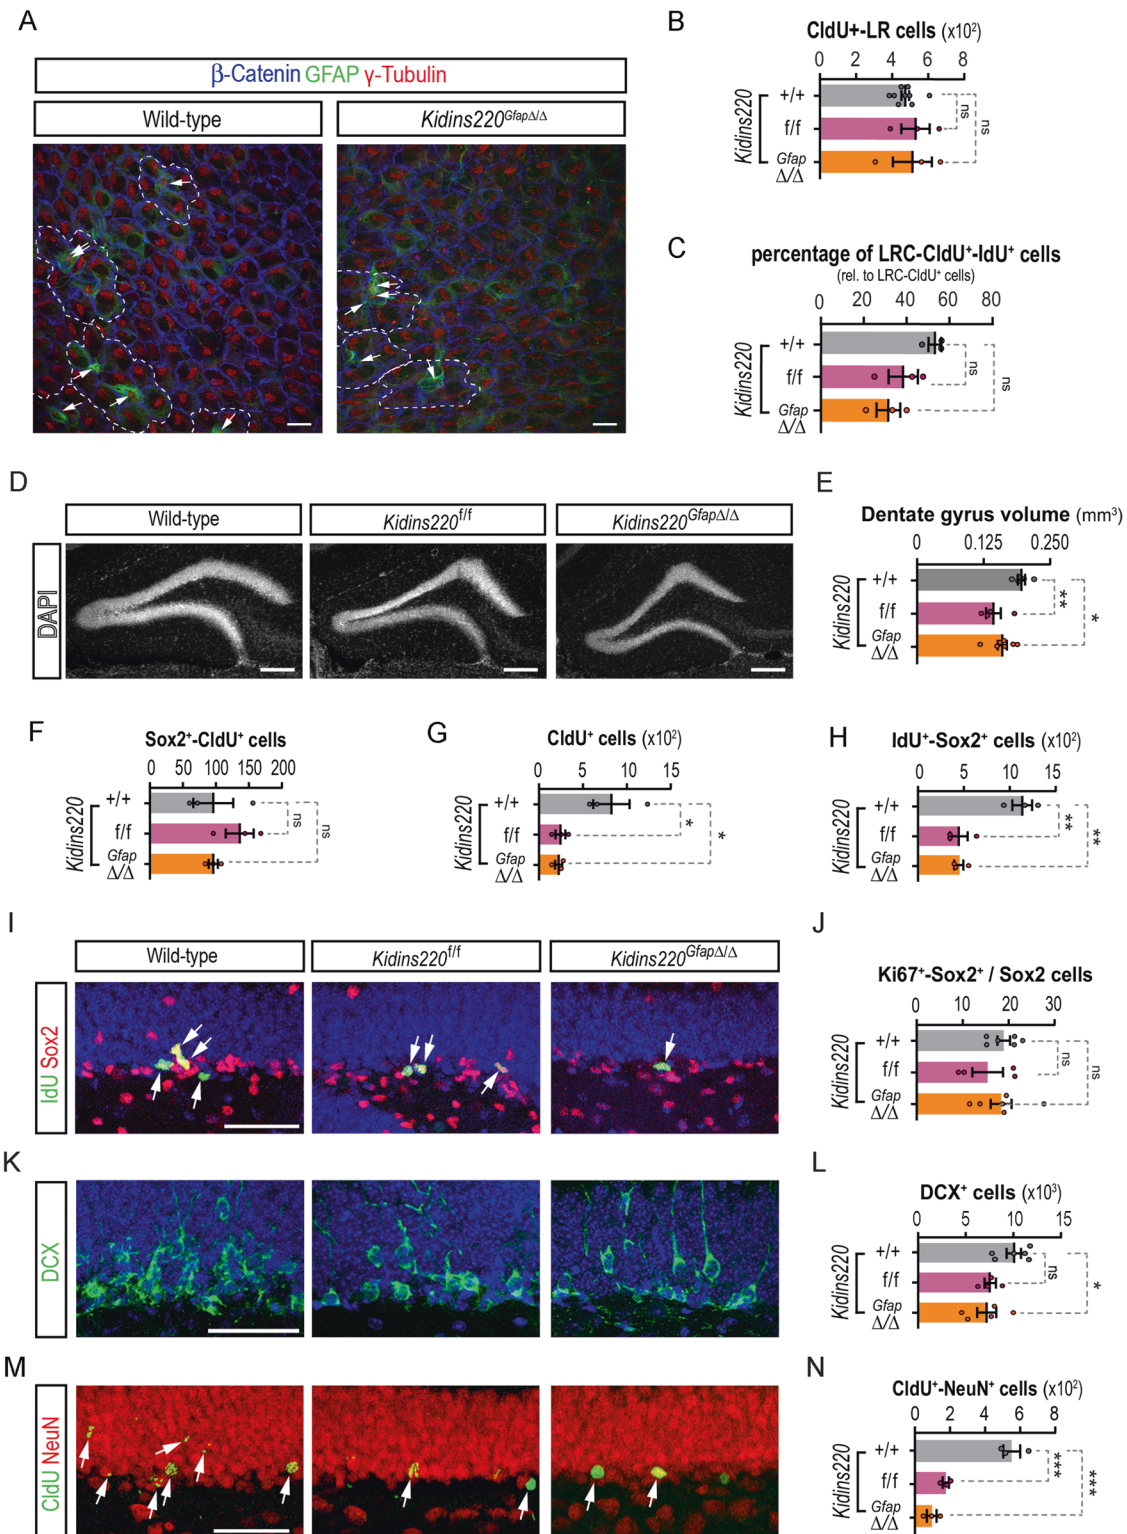 A
β-Catenin GFAP γ-Tubulin
Wild-type
Kidins220GfapΔ/Δ
B
CldU+-LR cells (x10²)
0 2 4 6 8
Kidins220
+/+
f/f
Gfap
Δ/Δ
ns
ns
C
percentage of LRC-CldU⁺-IdU⁺ cells
(rel. to LRC-CldU⁺ cells)
0 20 40 60 80
Kidins220
+/+
f/f
Gfap
Δ/Δ
ns
ns
D
Wild-type
Kidins220f/f
Kidins220GfapΔ/Δ
DAPI
E
Dentate gyrus volume (mm³)
0 0.125 0.250
Kidins220
+/+
f/f
Gfap
Δ/Δ
**
*
F
Sox2⁺-CldU⁺ cells
0 50 100 150 200
Kidins220
+/+
f/f
Gfap
Δ/Δ
ns
ns
G
CldU⁺ cells (x10²)
0 5 10 15
Kidins220
+/+
f/f
Gfap
Δ/Δ
*
*
H
IdU⁺-Sox2⁺ cells (x10²)
0 5 10 15
Kidins220
+/+
f/f
Gfap
Δ/Δ
**
**
I
Wild-type
Kidins220f/f
Kidins220GfapΔ/Δ
IdU Sox2
J
Ki67⁺-Sox2⁺ / Sox2 cells
0 10 20 30
Kidins220
+/+
f/f
Gfap
Δ/Δ
ns
ns
K
DCX
L
DCX⁺ cells (x10³)
0 5 10 15
Kidins220
+/+
f/f
Gfap
Δ/Δ
ns
*
M
CldU NeuN
N
CldU⁺-NeuN⁺ cells (x10²)
0 2 4 6 8
Kidins220
+/+
f/f
Gfap
Δ/Δ
***
***